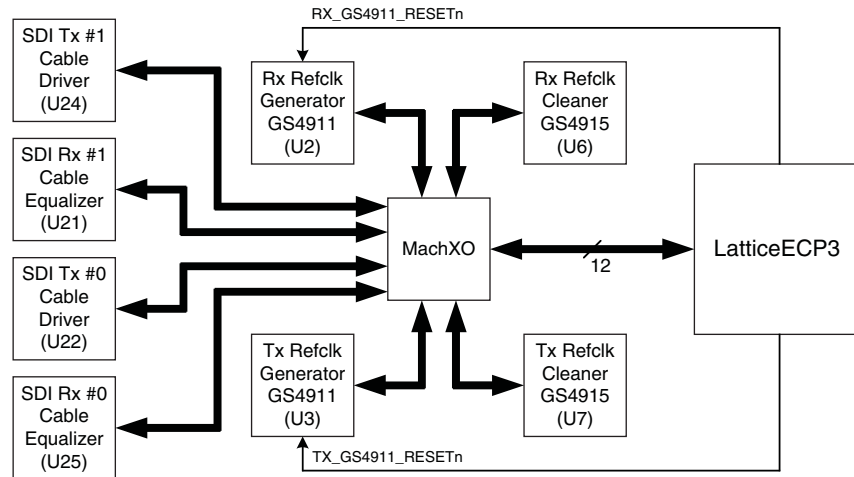 RX_GS4911_RESETn
SDI Tx #1
Cable
Driver
(U24)
Rx Refclk
Generator
GS4911
(U2)
Rx Refclk
Cleaner
GS4915
(U6)
SDI Rx #1
Cable
Equalizer
(U21)
MachXO
12
LatticeECP3
SDI Tx #0
Cable
Driver
(U22)
Tx Refclk
Generator
GS4911
(U3)
Tx Refclk
Cleaner
GS4915
(U7)
SDI Rx #0
Cable
Equalizer
(U25)
TX_GS4911_RESETn